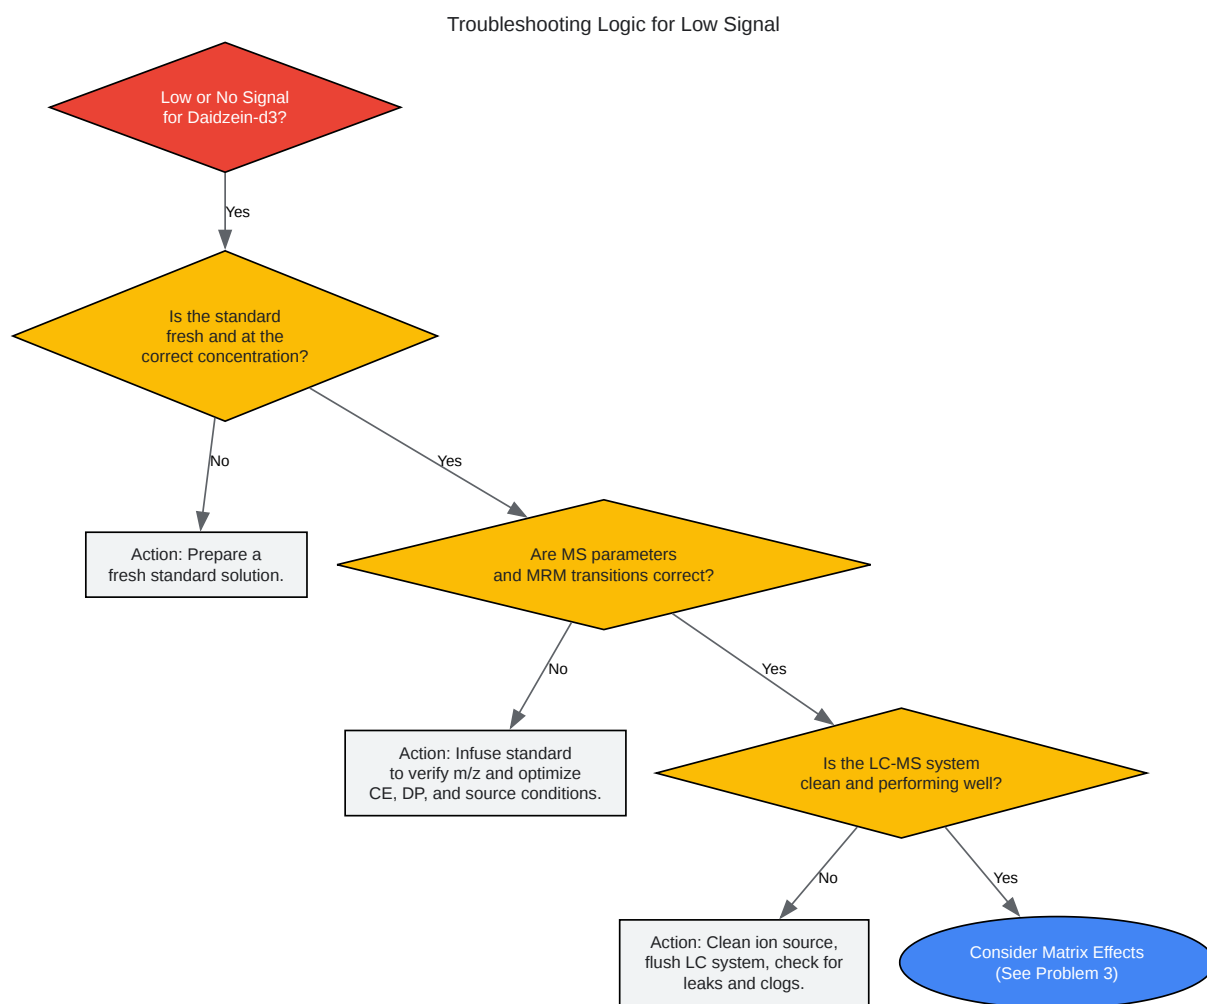 Troubleshooting Logic for Low Signal
Low or No Signal
for Daidzein-d3?
Yes
Is the standard
fresh and at the
correct concentration?
No
Yes
Action: Prepare a
fresh standard solution.
Are MS parameters
and MRM transitions correct?
No
Yes
Action: Infuse standard
to verify m/z and optimize
CE, DP, and source conditions.
Is the LC-MS system
clean and performing well?
No
Yes
Action: Clean ion source,
flush LC system, check for
leaks and clogs.
Consider Matrix Effects
(See Problem 3)